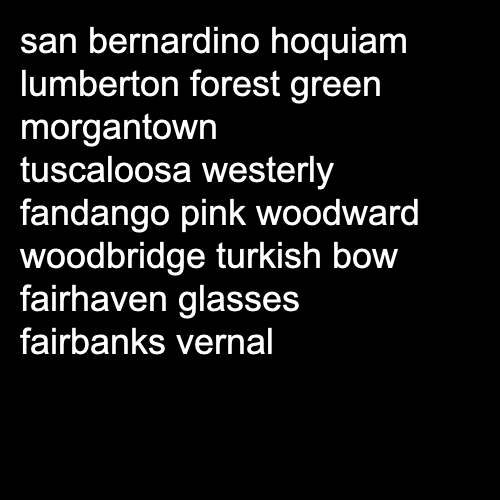 san bernardino hoquiam
lumberton forest green
morgantown
tuscaloosa westerly
fandango pink woodward
woodbridge turkish bow
fairhaven glasses
fairbanks vernal